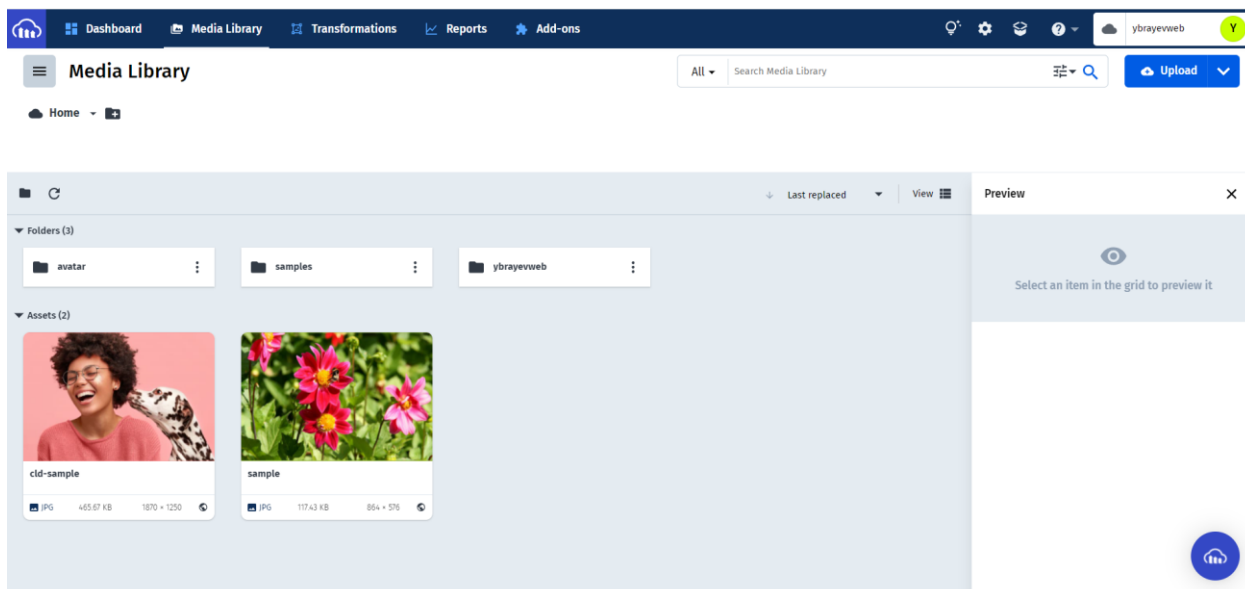 Dashboard Media Library Transformations Reports Add-ons ybrayevweb Y
Media Library All Search Media Library Upload
Home
Last replaced View Preview
Folders (3)
avatar samples ybrayevweb
Select an item in the grid to preview it
Assets (2)
cld-sample sample
JPG 465.67 KB 1870 × 1250 JPG 117.43 KB 864 × 576